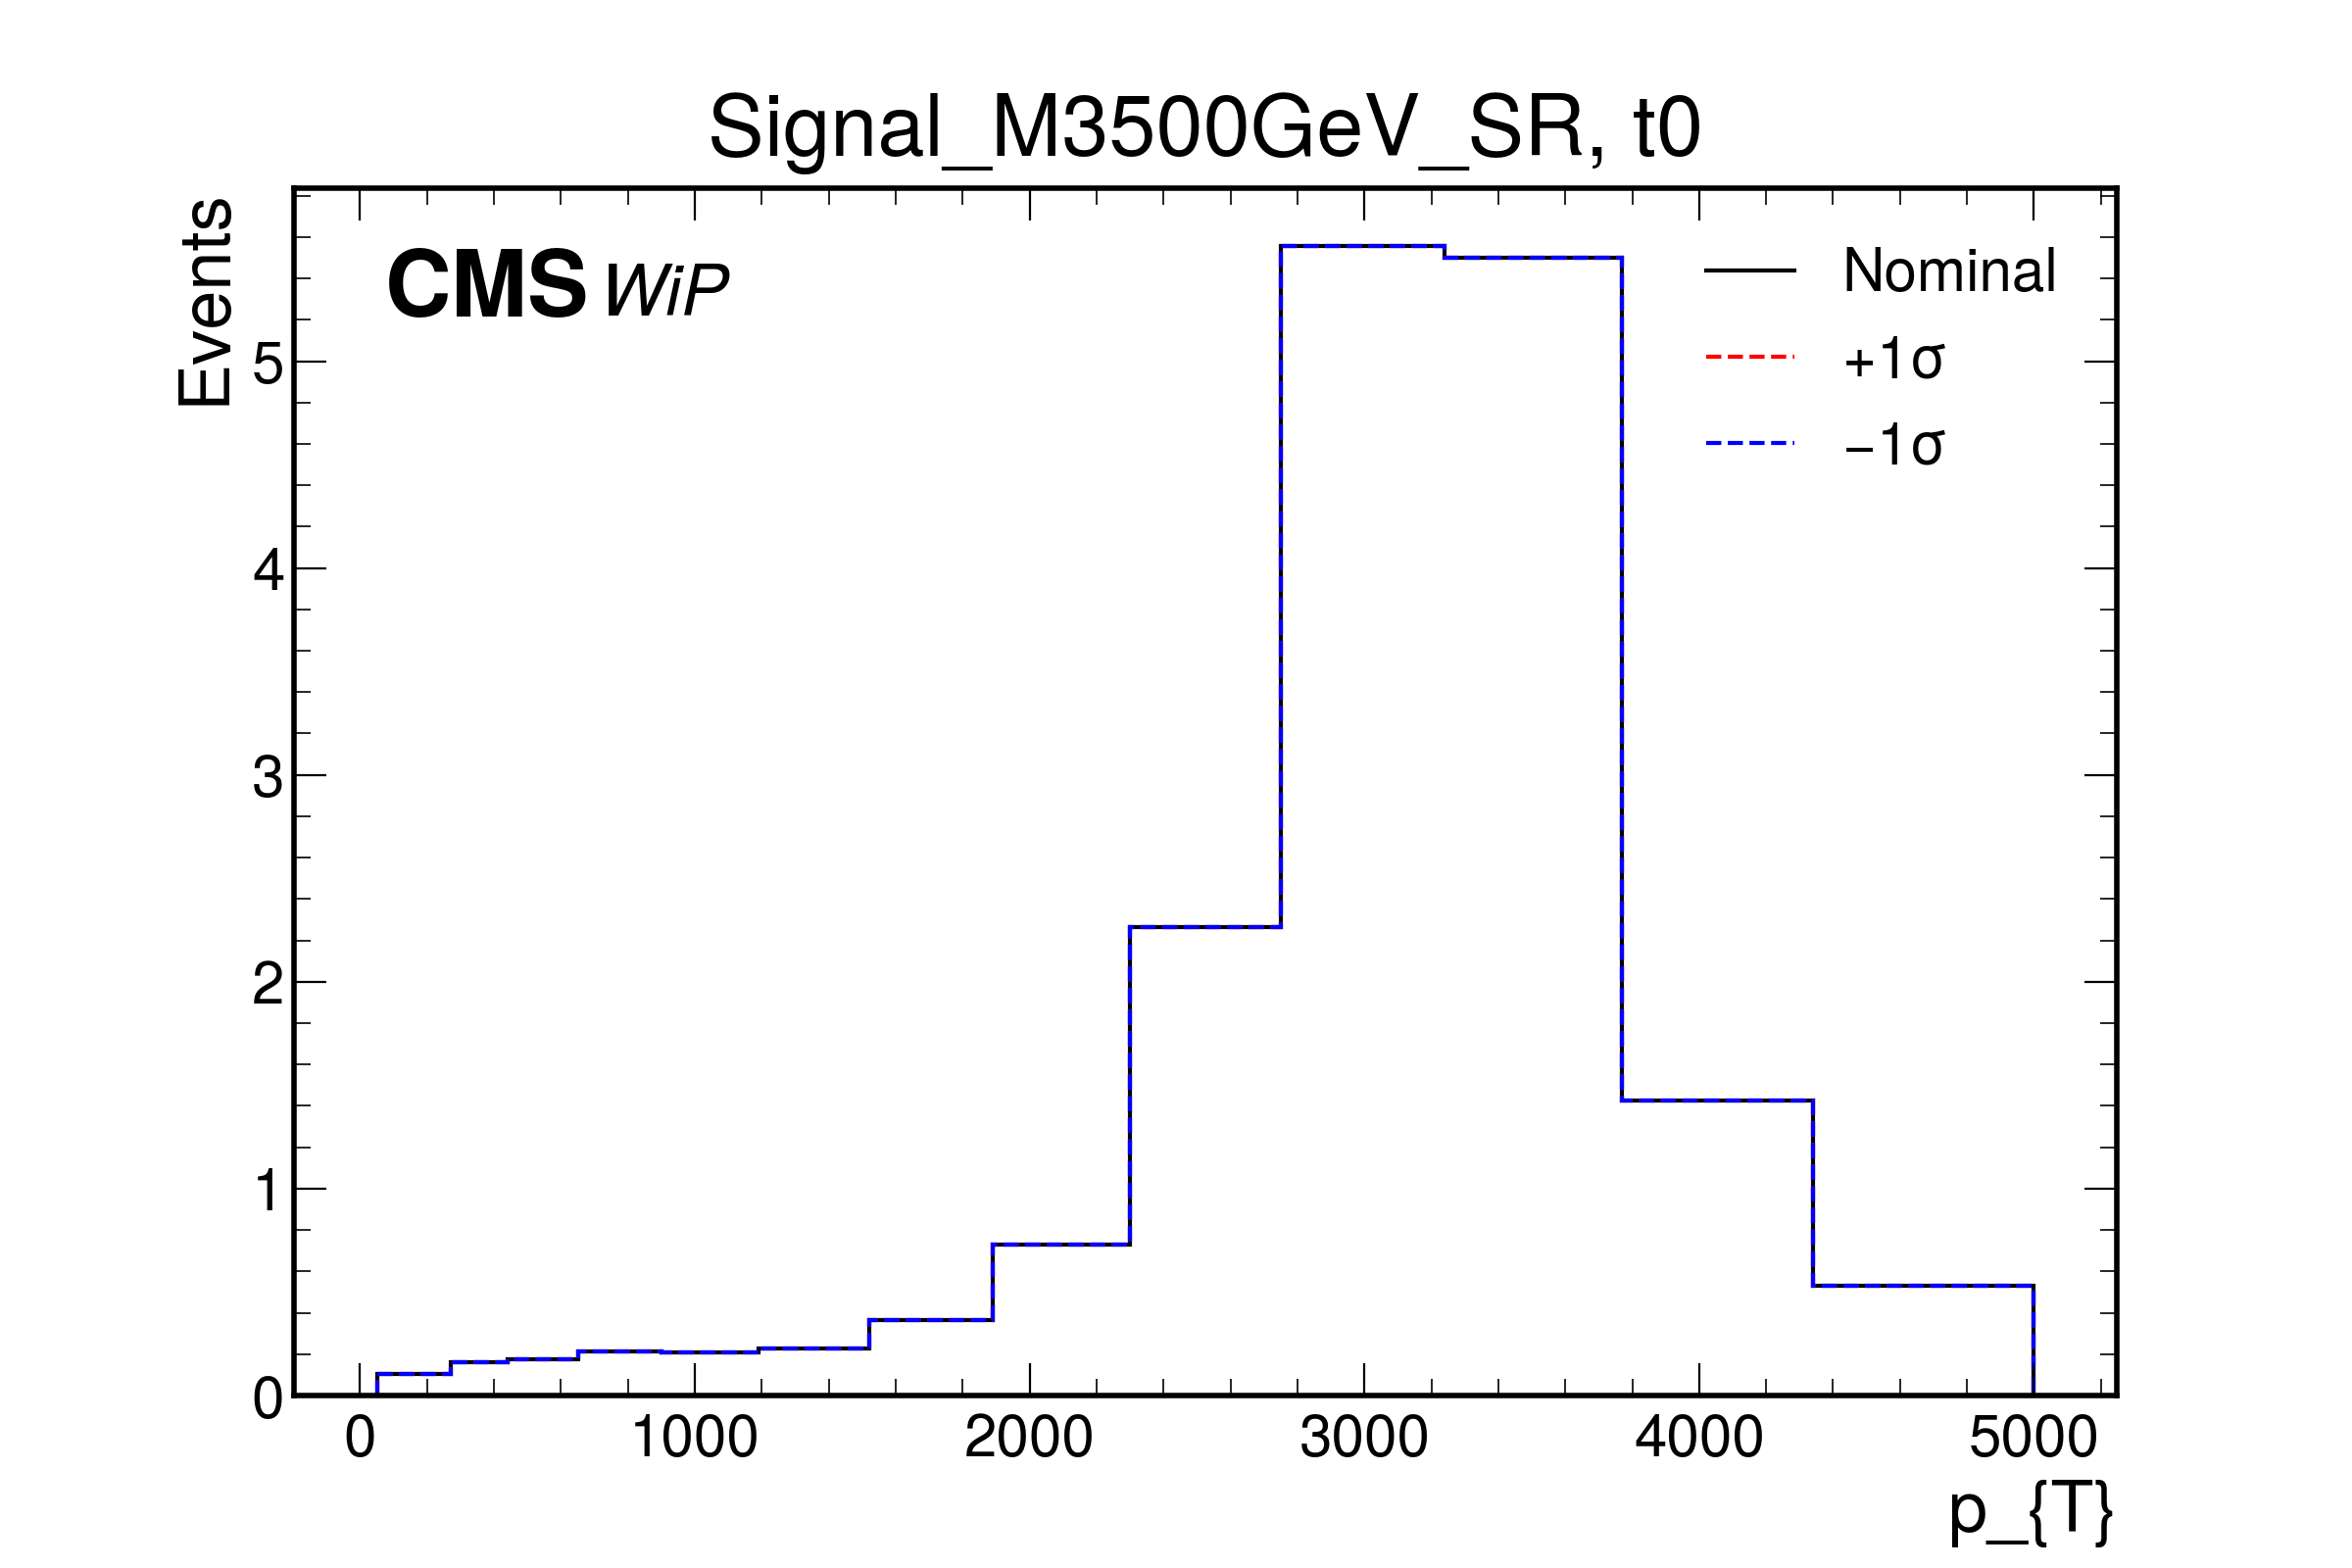 Signal_M3500GeV_SR, t0
Events
CMS WiP
Nominal
+1σ
−1σ
5
4
3
2
1
0
0 1000 2000 3000 4000 5000
p_{T}